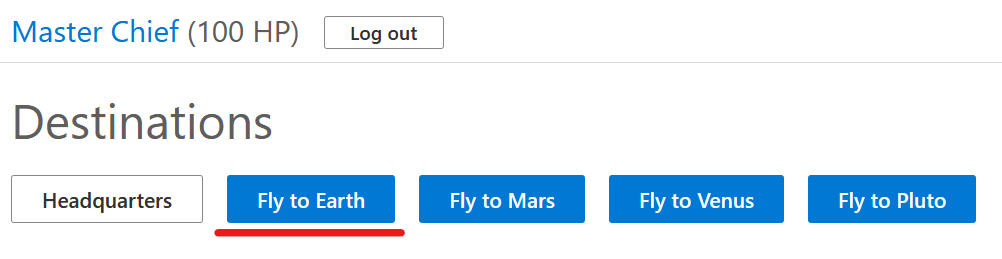 Master Chief (100 HP) Log out
Destinations
Headquarters Fly to Earth Fly to Mars Fly to Venus Fly to Pluto